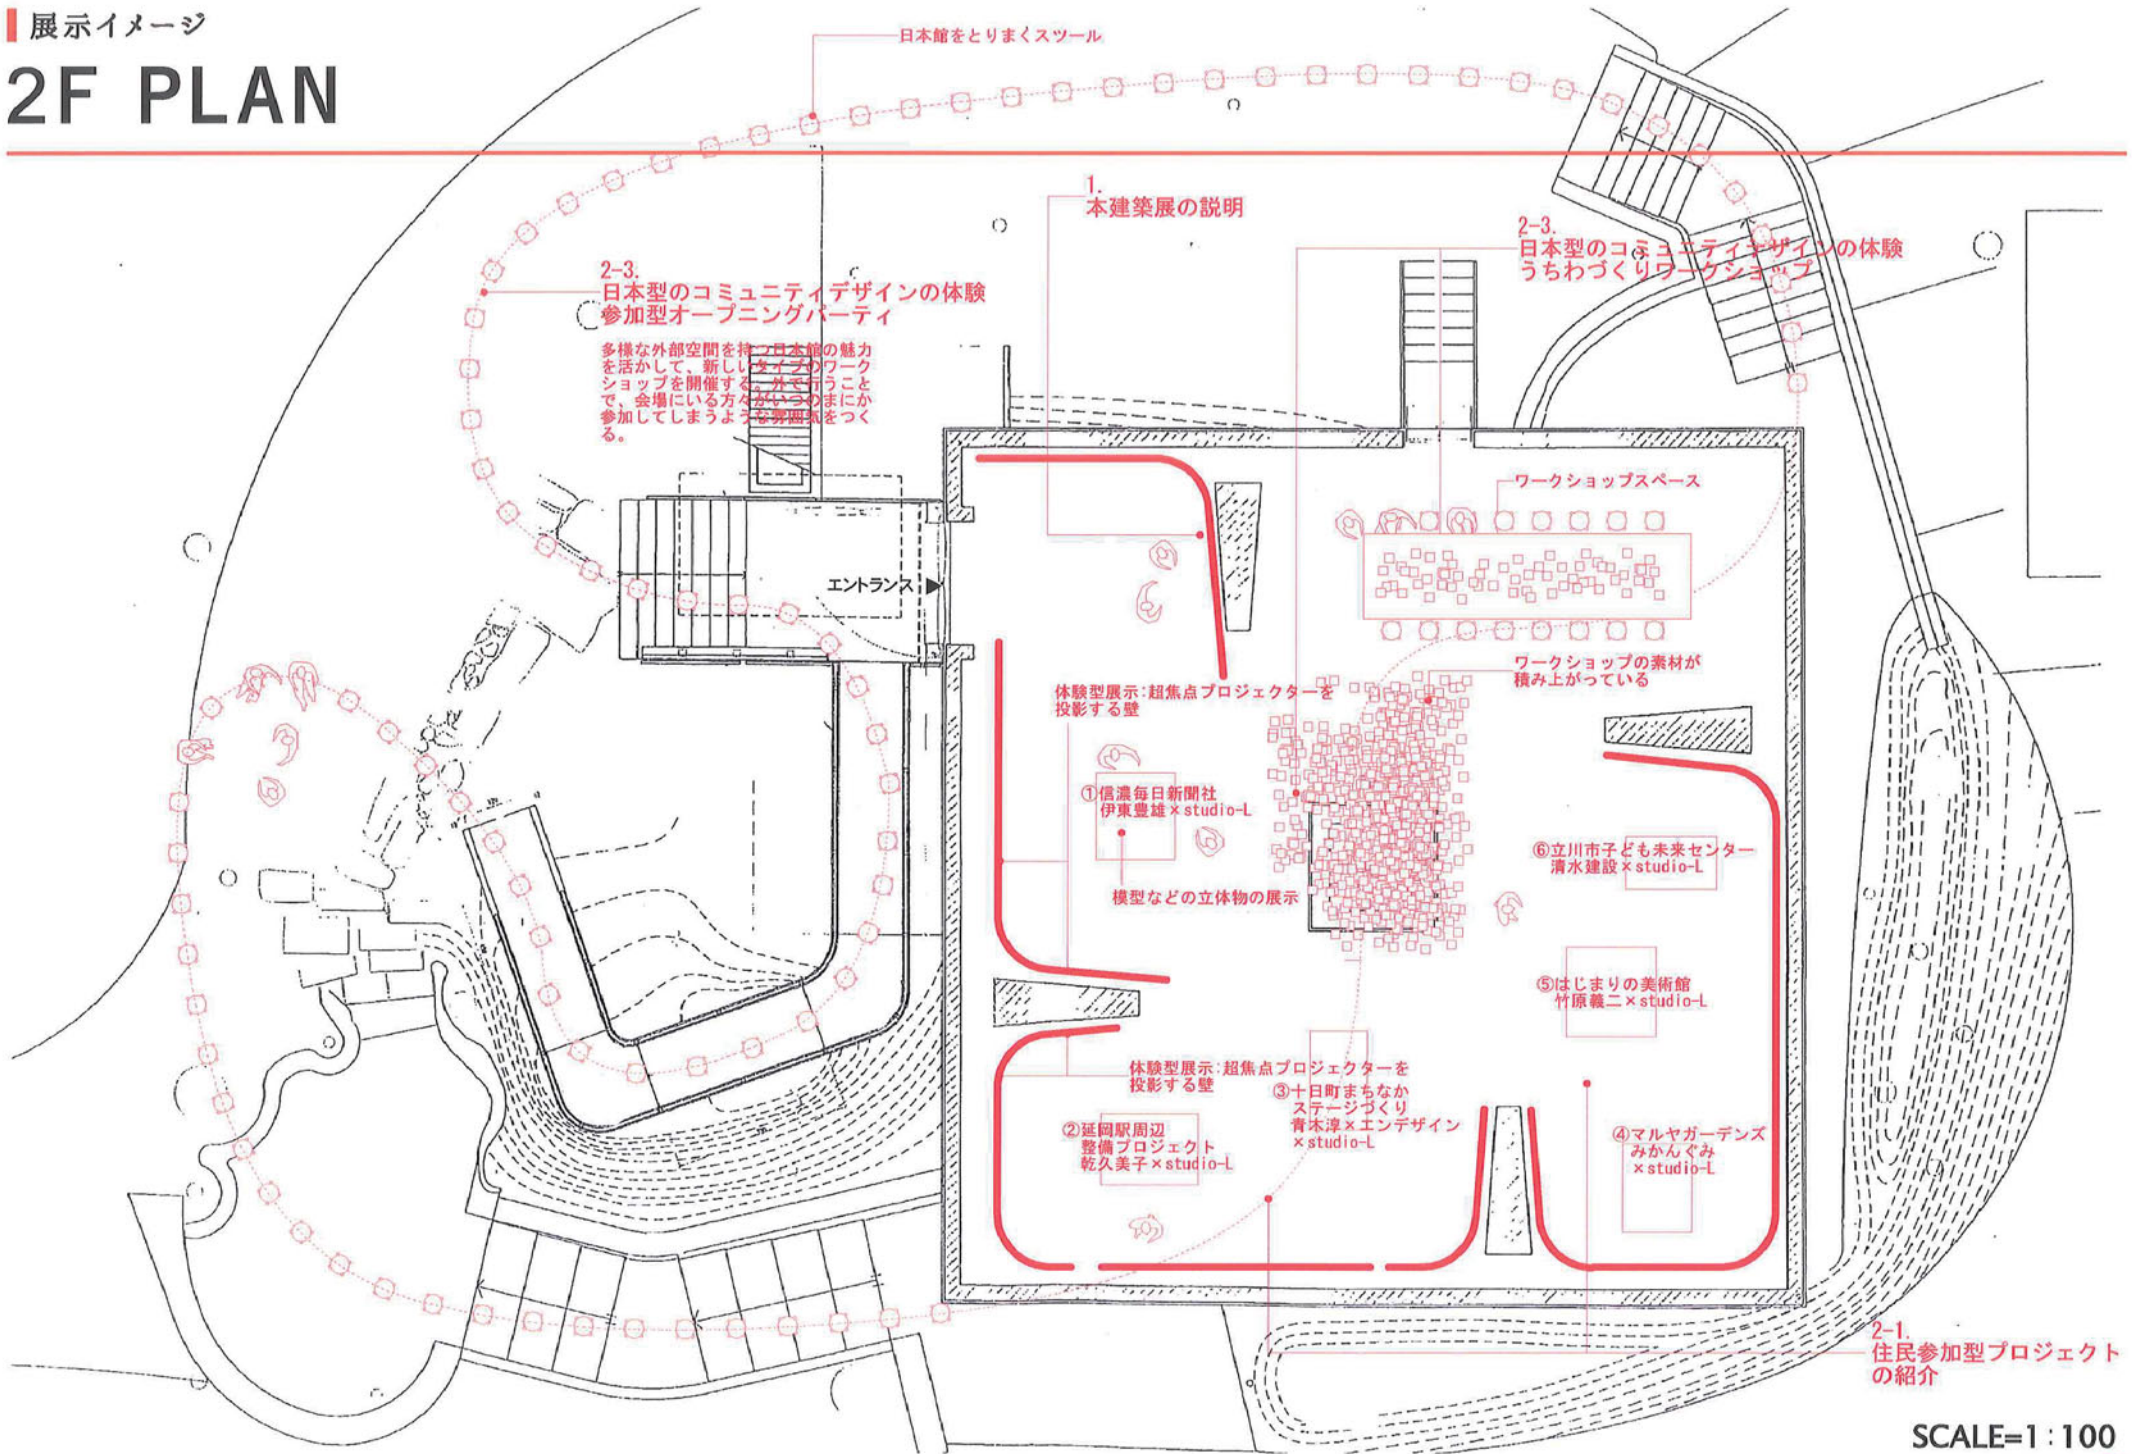 展示イメージ
2F PLAN
日本館をとりまくスツール
1.
本建築展の説明
2-3.
日本型のコミュニティデザインの体験
うちわづくりワークショップ
2-3.
日本型のコミュニティデザインの体験
参加型オープニングパーティ
多様な外部空間を持つ日本館の魅力
を活かして、新しいタイプのワーク
ショップを開催する。外で行うこと
で、会場にいる方々がいつのまにか
参加してしまうような雰囲気をつく
る。
ワークショップスペース
エントランス
ワークショップの素材が
積み上がっている
体験型展示:超焦点プロジェクターを
投影する壁
①信濃毎日新聞社
伊東豊雄×studio-L
模型などの立体物の展示
⑥立川市子ども未来センター
清水建設×studio-L
⑤はじまりの美術館
竹原義二×studio-L
体験型展示:超焦点プロジェクターを
投影する壁
③十日町まちなか
ステージづくり
青木淳×エンデザイン
×studio-L
②延岡駅周辺
整備プロジェクト
乾久美子×studio-L
④マルヤガーデンズ
みかんぐみ
×studio-L
2-1.
住民参加型プロジェクト
の紹介
SCALE=1:100